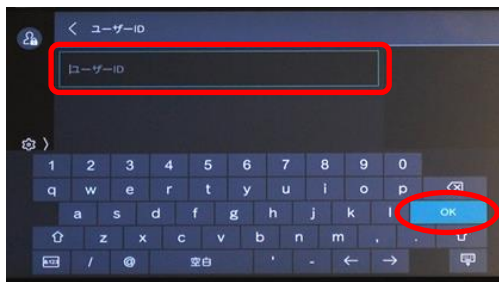 ユーザーID
ユーザーID
1 2 3 4 5 6 7 8 9 0
q w e r t y u i o p
a s d f g h j k l OK
z x c v b n m , .
/ @ 空白 ' - ← →